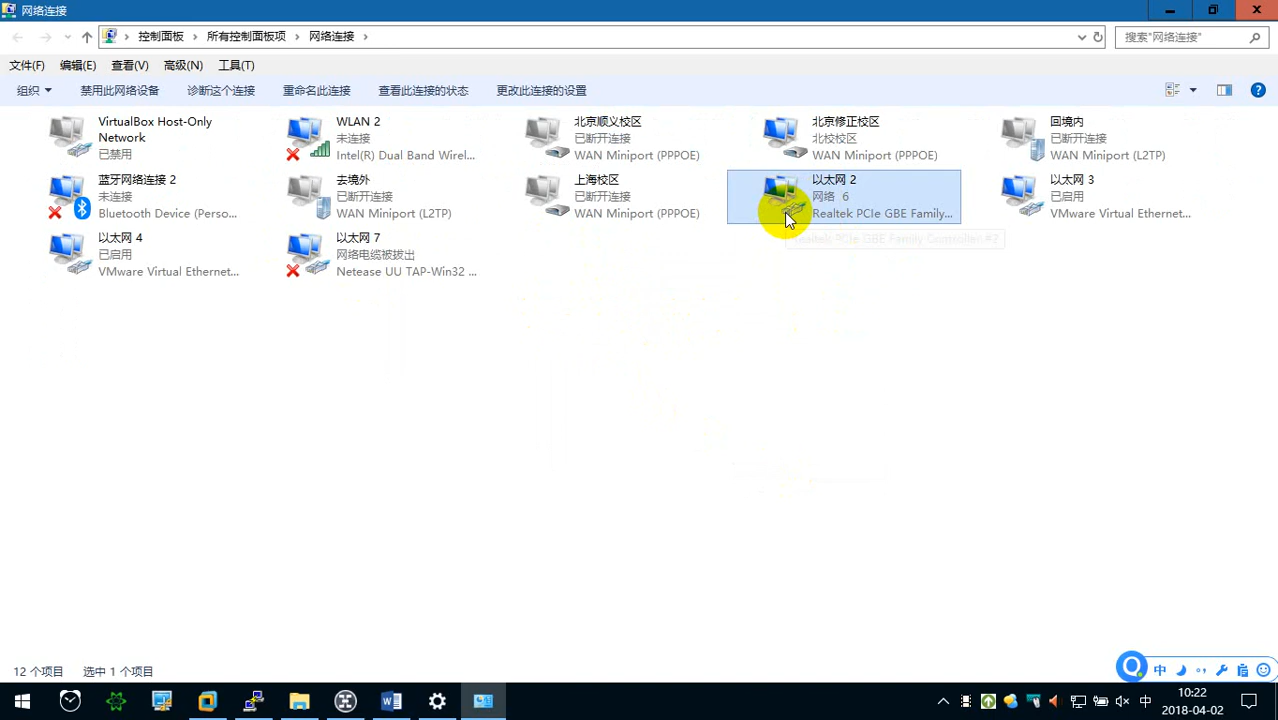 网络连接
控制面板 所有控制面板项 网络连接
搜索"网络连接"
文件(F) 编辑(E) 查看(V) 高级(N) 工具(T)
组织 禁用此网络设备 诊断这个连接 重命名此连接 查看此连接的状态 更改此连接的设置
VirtualBox Host-Only
Network
已禁用
WLAN 2
未连接
Intel(R) Dual Band Wirel...
北京顺义校区
已断开连接
WAN Miniport (PPPOE)
北京修正校区
北校校区
WAN Miniport (PPPOE)
回境内
已断开连接
WAN Miniport (L2TP)
蓝牙网络连接 2
未连接
Bluetooth Device (Perso...
去境外
已断开连接
WAN Miniport (L2TP)
上海校区
已断开连接
WAN Miniport (PPPOE)
以太网 2
网络 6
Realtek PCIe GBE Family...
以太网 3
已启用
VMware Virtual Ethernet...
Realtek PCIe GBE Family Controller #2
以太网 4
已启用
VMware Virtual Ethernet...
以太网 7
网络电缆被拔出
Netease UU TAP-Win32 ...
12 个项目 选中 1 个项目
中
中
10:22
2018-04-02